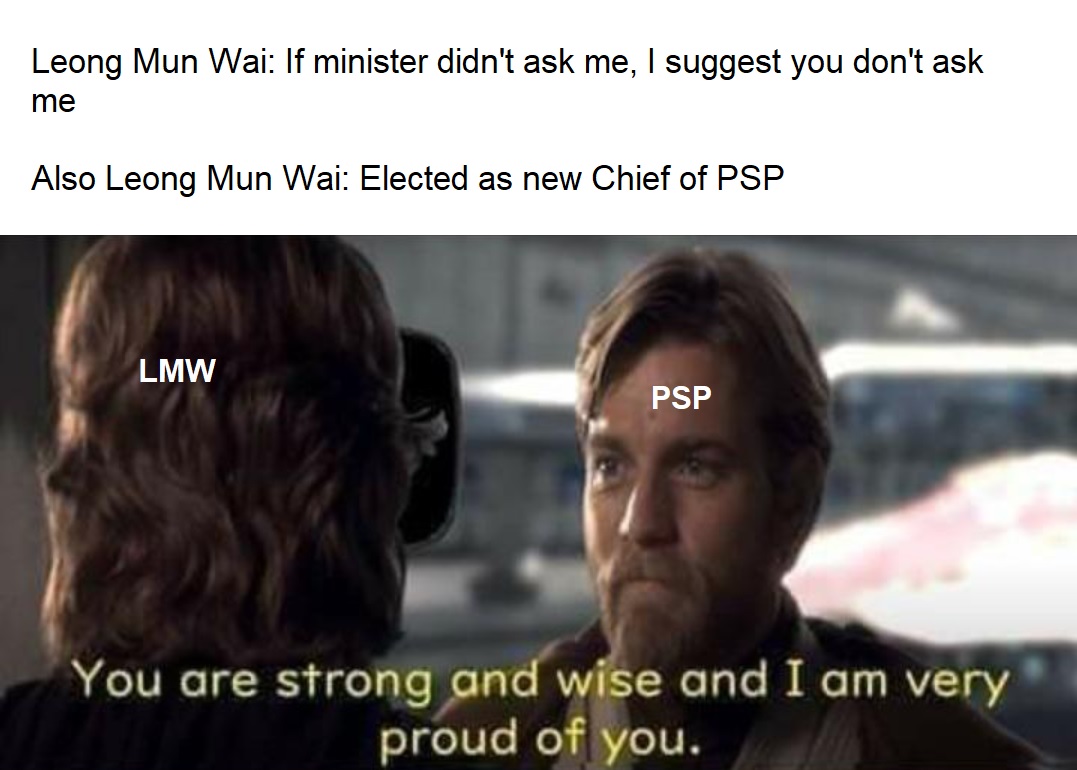 Leong Mun Wai: If minister didn't ask me, I suggest you don't ask
me
Also Leong Mun Wai: Elected as new Chief of PSP
LMW
PSP
You are strong and wise and I am very
proud of you.